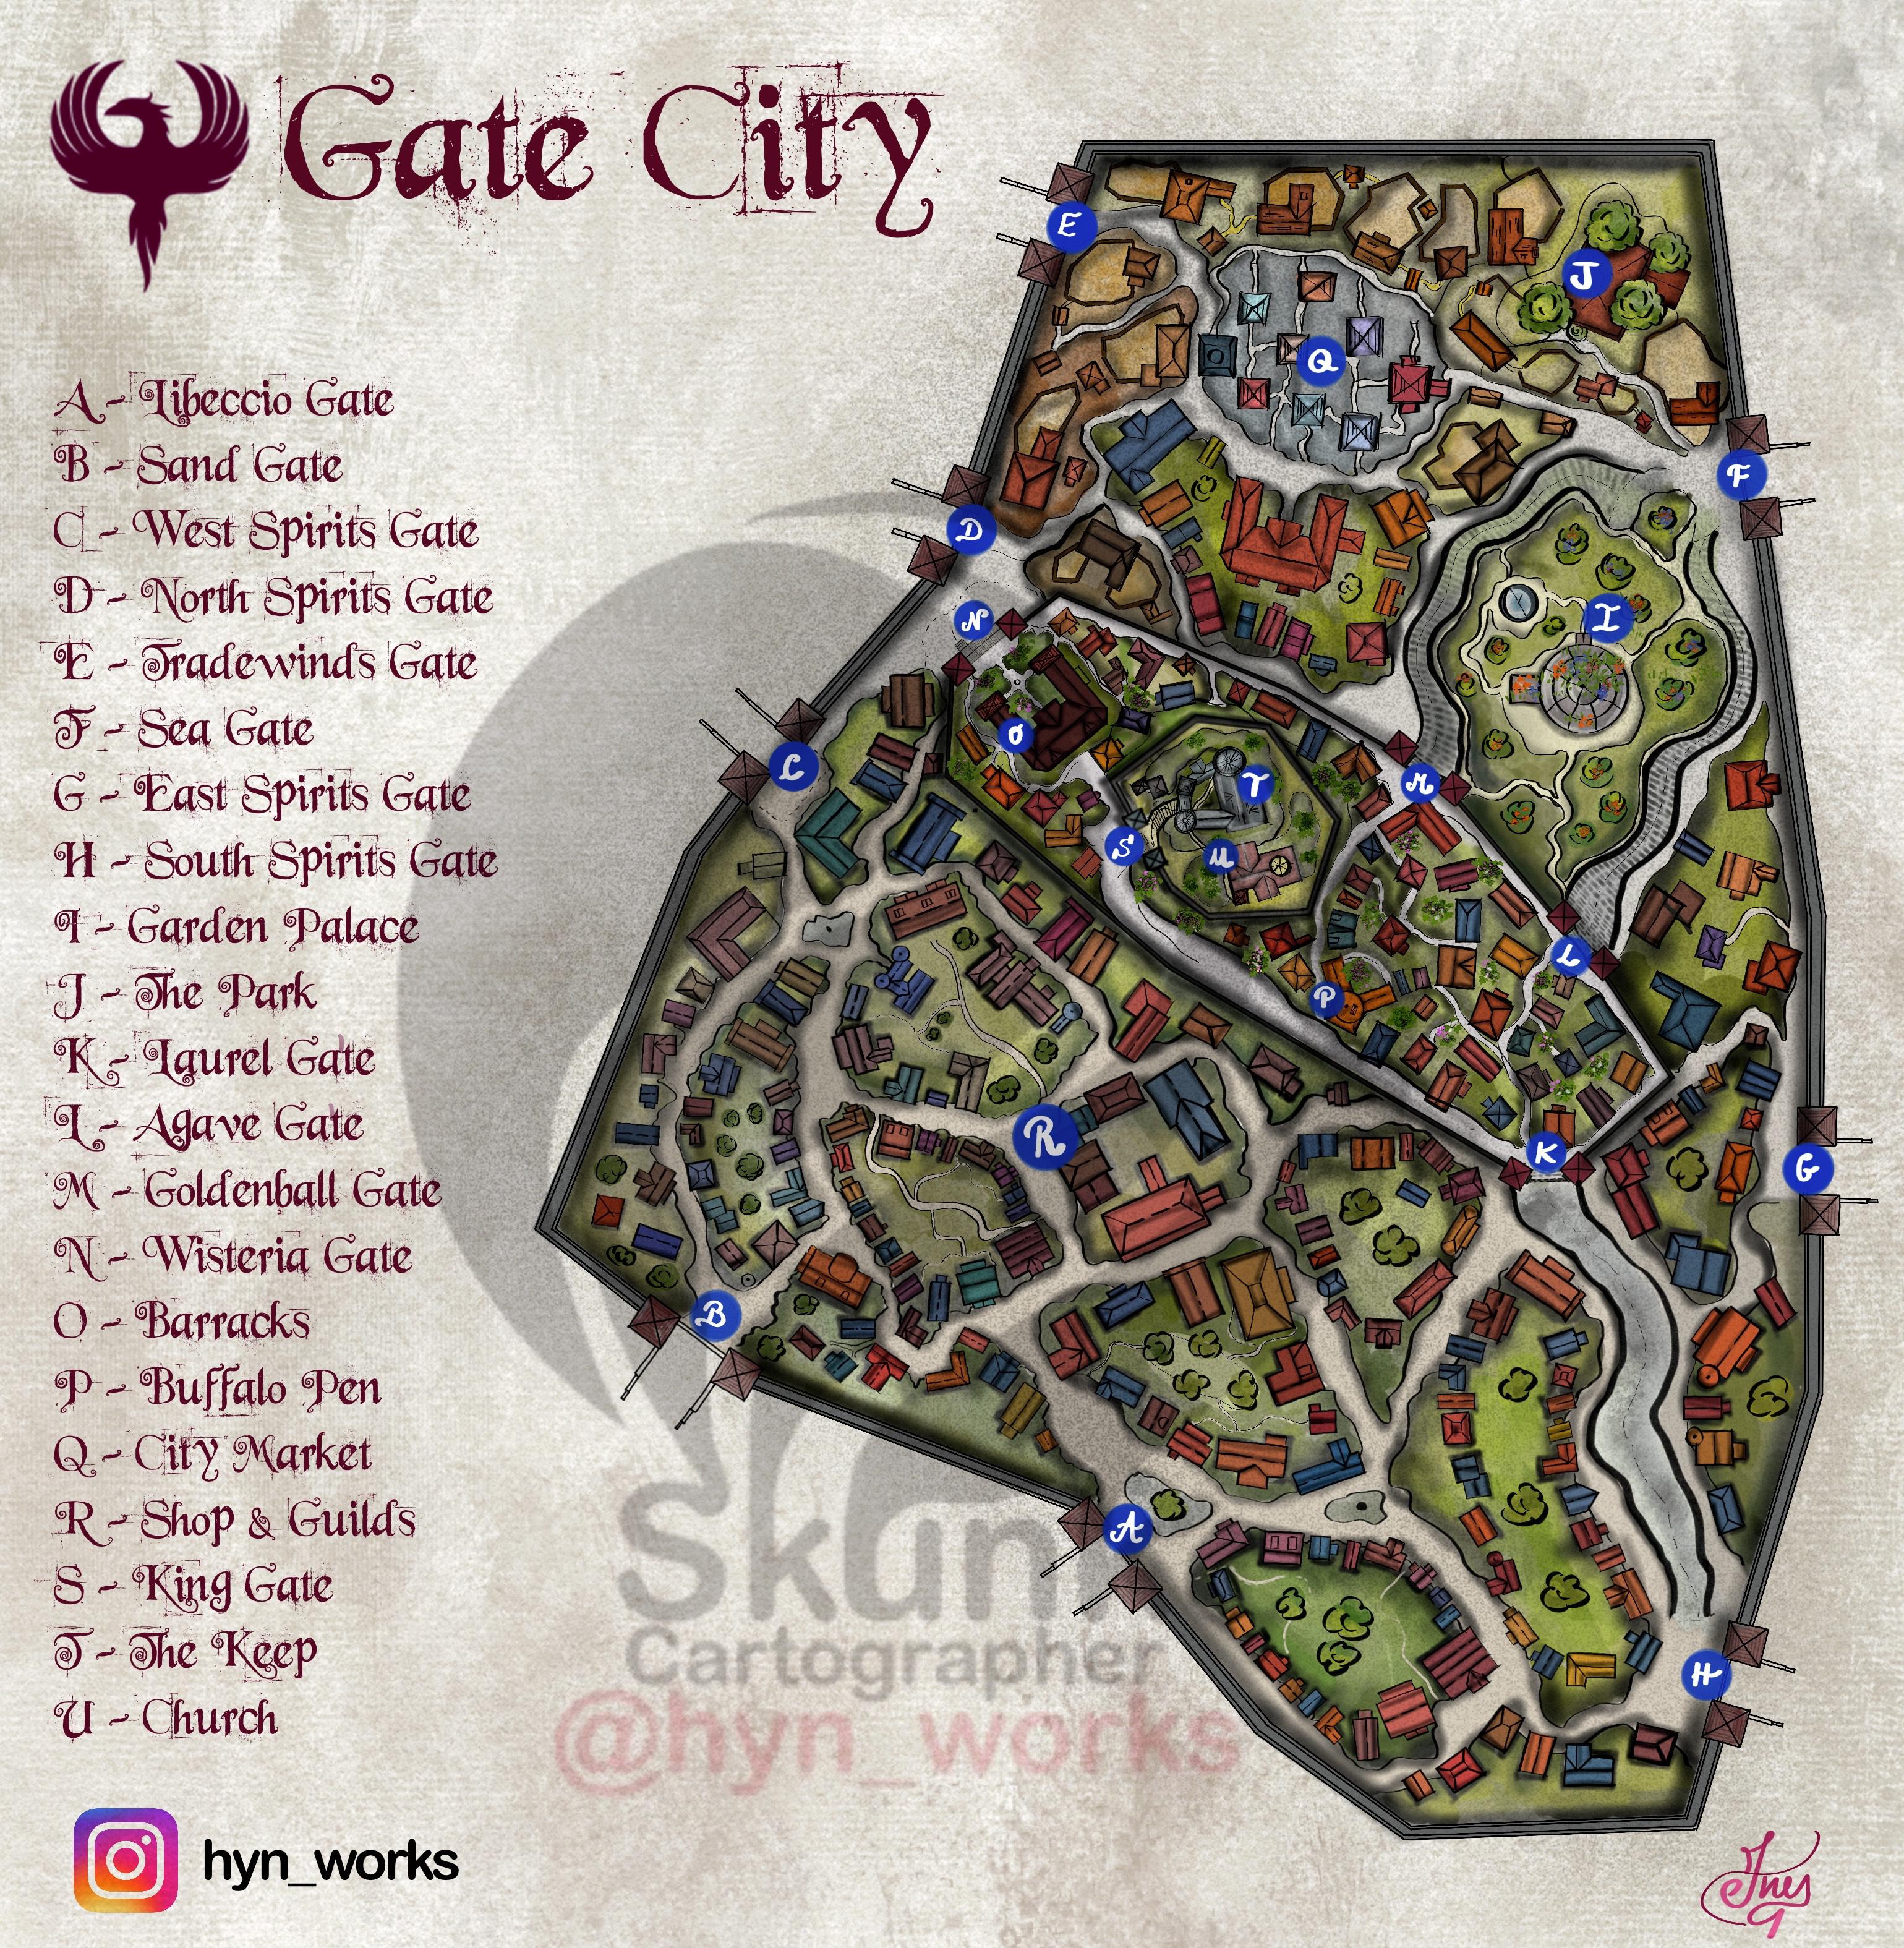 Gate City
A - Libeccio Gate
B - Sand Gate
C - West Spirits Gate
D - North Spirits Gate
E - Tradewinds Gate
F - Sea Gate
G - East Spirits Gate
H - South Spirits Gate
I - Garden Palace
J - The Park
K - Laurel Gate
L - Agave Gate
M - Goldenball Gate
N - Wisteria Gate
O - Barracks
P - Buffalo Pen
Q - City Market
R - Shop & Guilds
S - King Gate
T - The Keep
U - Church
hyn_works
E
J
Q
F
D
N
I
O
C
T
M
S
U
L
P
R
K
G
B
A
H
Cartographer
@hyn_works